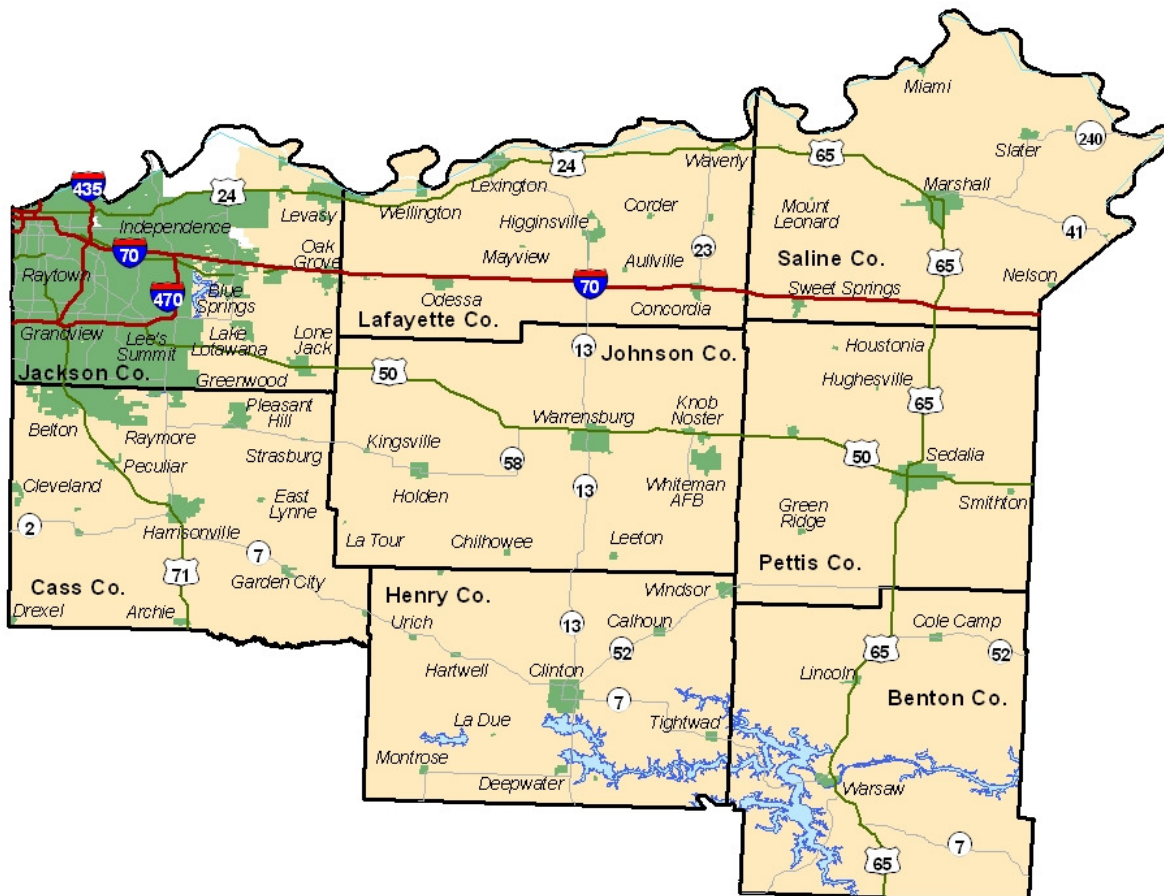 Miami
240
Slater
435
24
Waverly
65
24
Lexington
Marshall
Levasy
Wellington
Independence
Higginsville
Corder
Mount
Leonard
41
70
Oak
Grove
Mayview
23
Aullville
Saline Co.
65
Nelson
Raytown
470
Blue
Springs
Odessa
70
Concordia
Sweet Springs
Lafayette Co.
Grandview
Lee's
Summit
Lake
Lotawana
Lone
Jack
13
Johnson Co.
Houstonia
Jackson Co.
Greenwood
50
Hughesville
65
Pleasant
Hill
Warrensburg
Knob
Noster
Belton
Raymore
Strasburg
Kingsville
58
50
Sedalia
Peculiar
Holden
13
Whiteman
AFB
Smithton
Cleveland
East
Lynne
Green
Ridge
2
Harrisonville
7
La Tour
Chilhowee
Leeton
Pettis Co.
71
Garden City
Cass Co.
Henry Co.
Windsor
Drexel
Archie
Urich
13
Calhoun
52
65
Cole Camp
52
Hartwell
Clinton
Lincoln
Benton Co.
7
La Due
Tightwad
Montrose
Deepwater
Warsaw
7
65